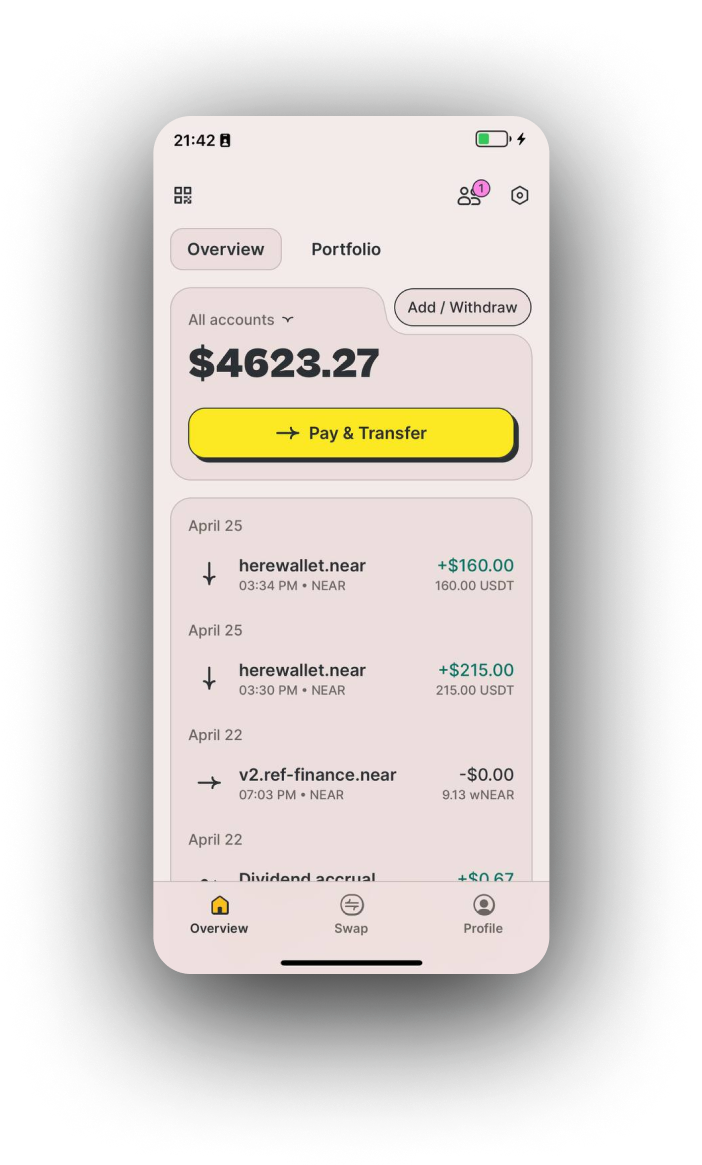 21:42
1
Overview
Portfolio
Add / Withdraw
All accounts
$4623.27
Pay & Transfer
April 25
herewallet.near +$160.00
03:34 PM • NEAR 160.00 USDT
April 25
herewallet.near +$215.00
03:30 PM • NEAR 215.00 USDT
April 22
v2.ref-finance.near -$0.00
07:03 PM • NEAR 9.13 wNEAR
April 22
Dividend accrual +$0.67
Overview
Swap
Profile